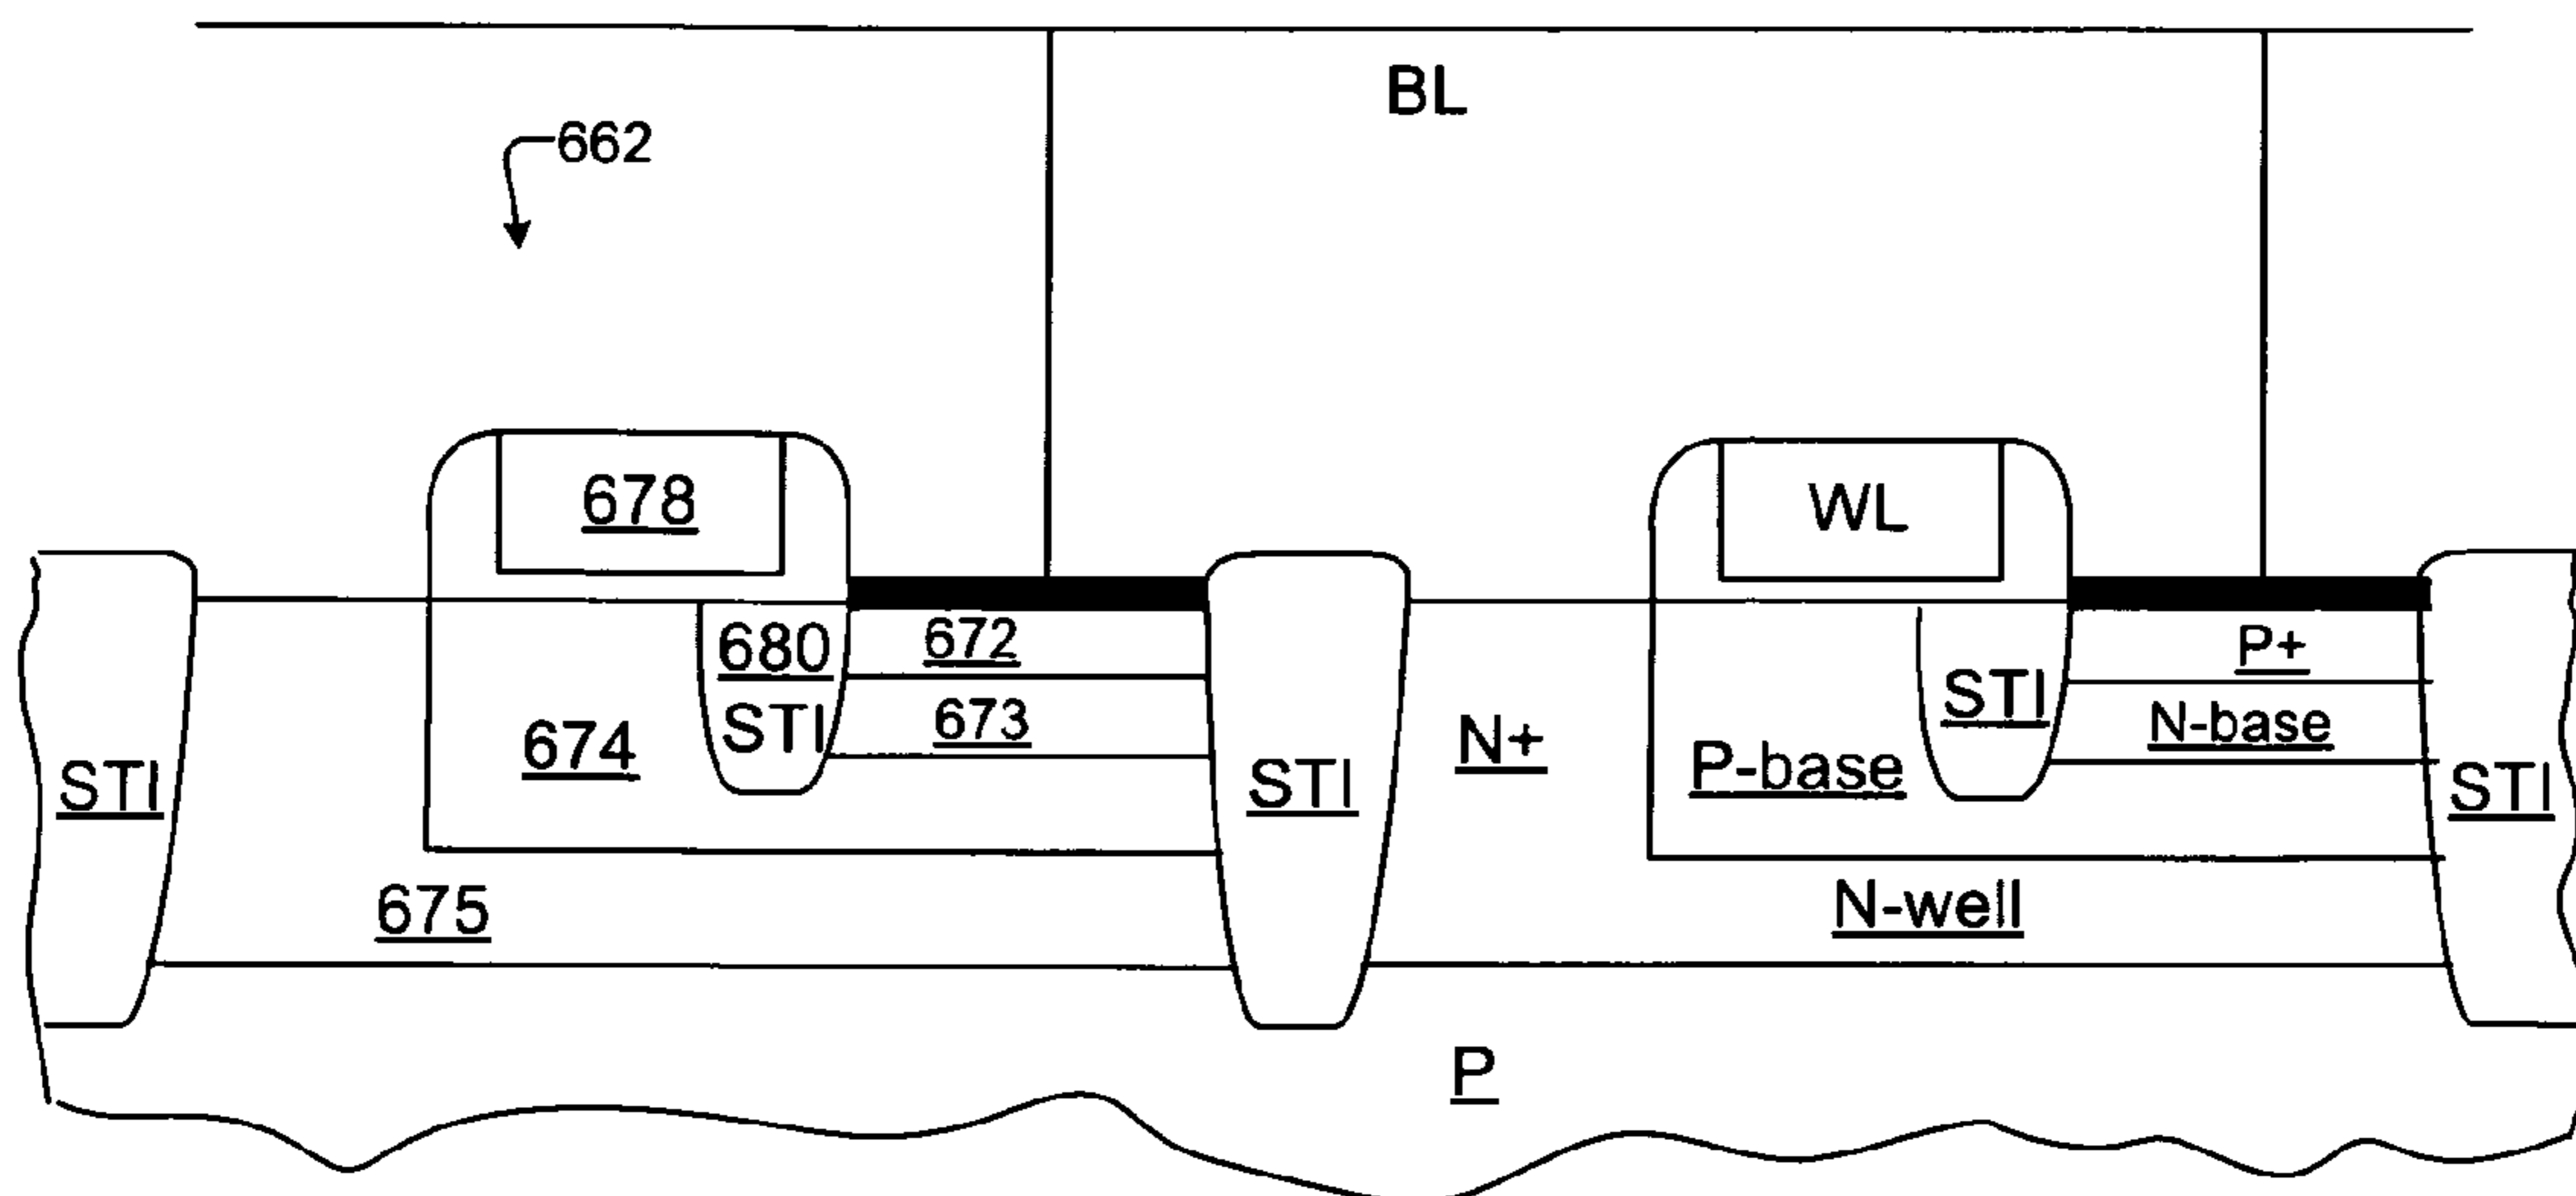 BL
662
678
WL
680
STI
672
673
674
675
STI
STI
N+
P-base
STI
P+
N-base
STI
N-well
P